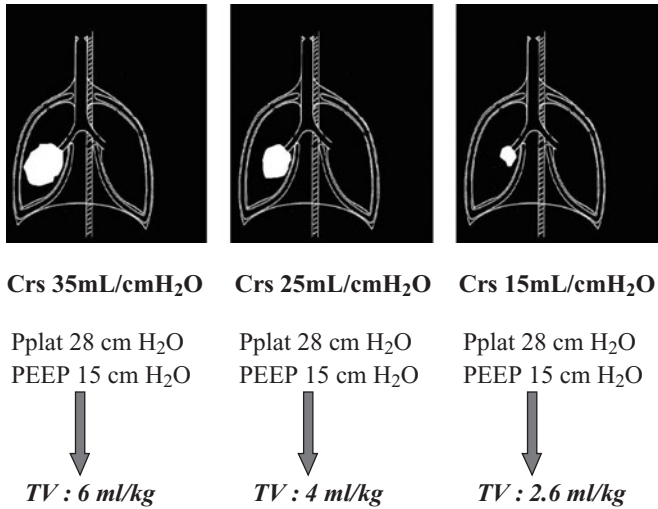 Crs 35mL/cmH₂O
Pplat 28 cm H₂O
PEEP 15 cm H₂O
TV : 6 ml/kg
Crs 25mL/cmH₂O
Pplat 28 cm H₂O
PEEP 15 cm H₂O
TV : 4 ml/kg
Crs 15mL/cmH₂O
Pplat 28 cm H₂O
PEEP 15 cm H₂O
TV : 2.6 ml/kg